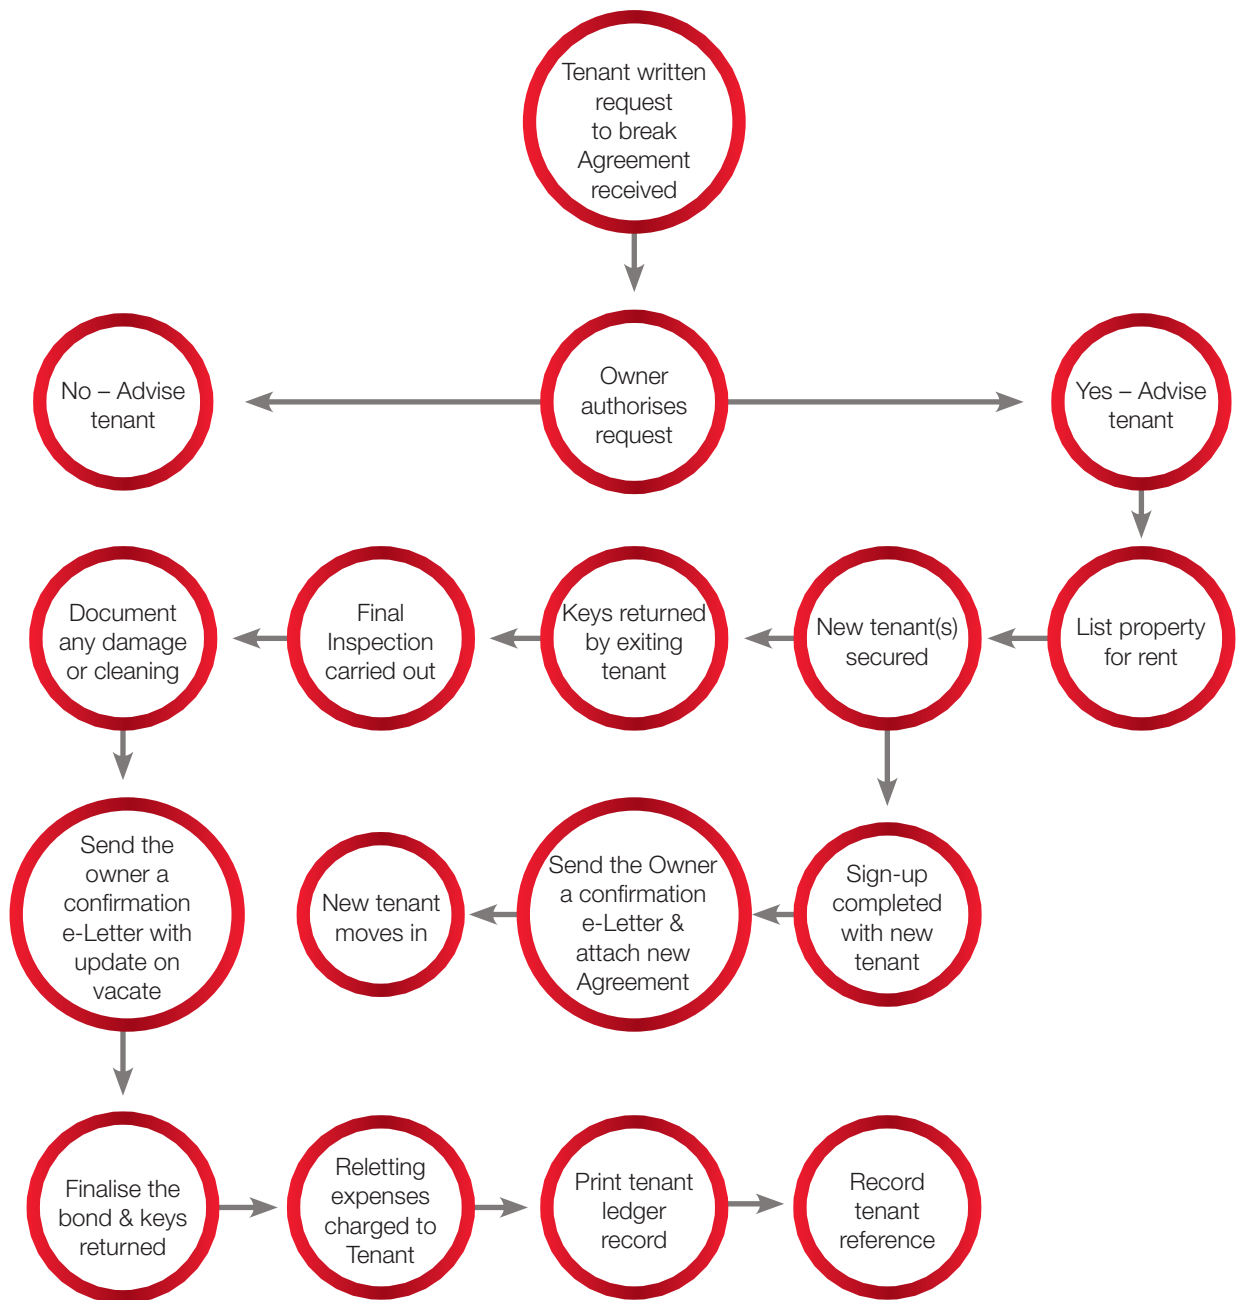 Tenant written
request
to break
Agreement
received
No – Advise
tenant
Owner
authorises
request
Yes – Advise
tenant
Document
any damage
or cleaning
Final
Inspection
carried out
Keys returned
by exiting
tenant
New tenant(s)
secured
List property
for rent
Send the
owner a
confirmation
e-Letter with
update on
vacate
New tenant
moves in
Send the Owner
a confirmation
e-Letter &
attach new
Agreement
Sign-up
completed
with new
tenant
Finalise the
bond & keys
returned
Reletting
expenses
charged to
Tenant
Print tenant
ledger
record
Record
tenant
reference